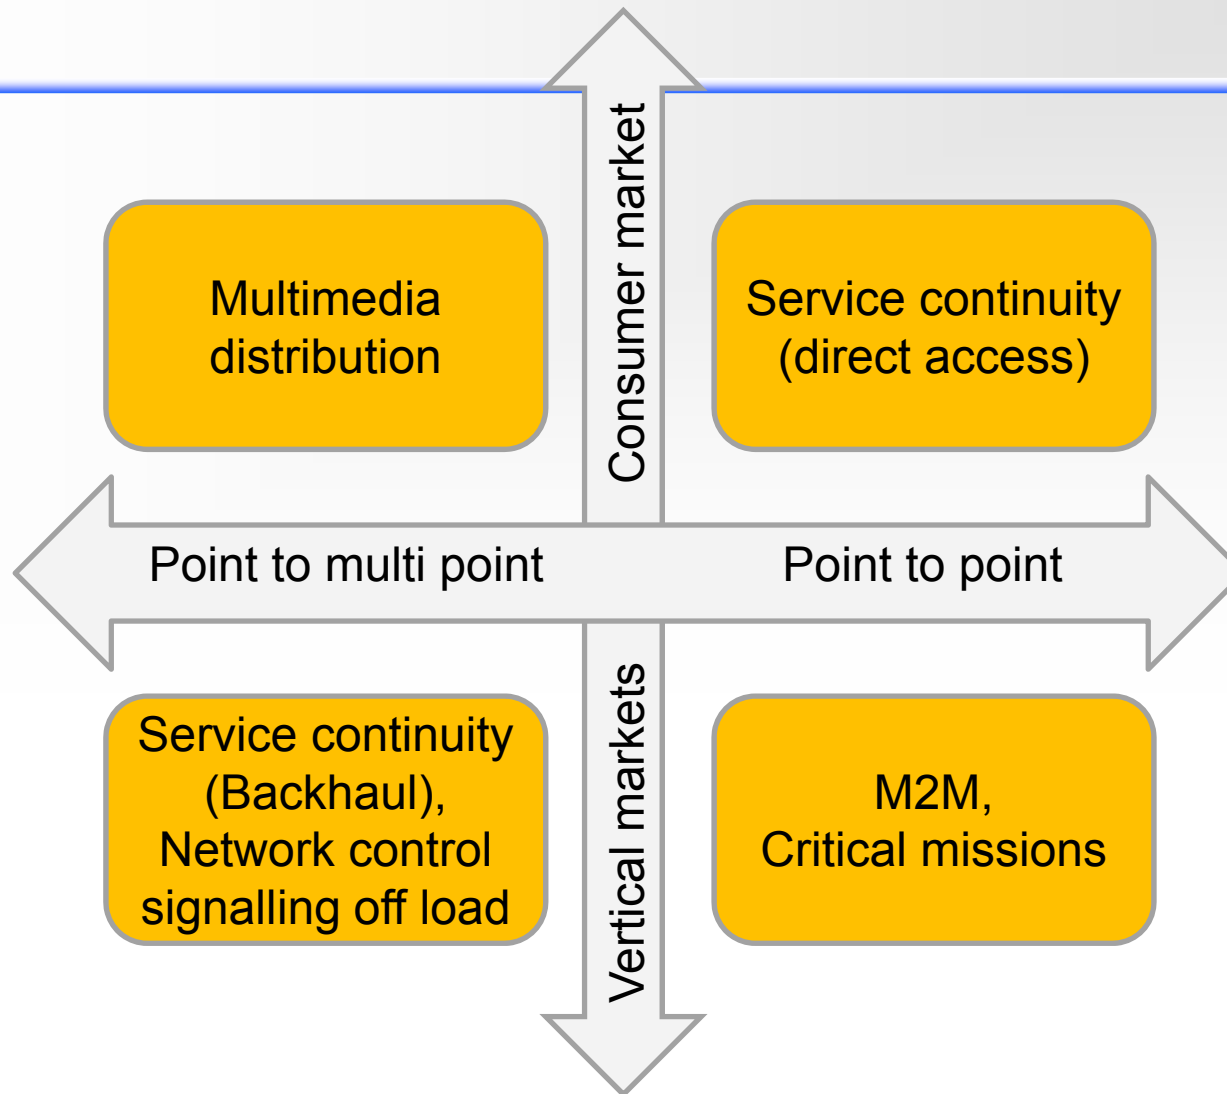 Consumer market
Multimedia
distribution
Service continuity
(direct access)
Point to multi point
Point to point
Vertical markets
Service continuity
(Backhaul),
Network control
signalling off load
M2M,
Critical missions